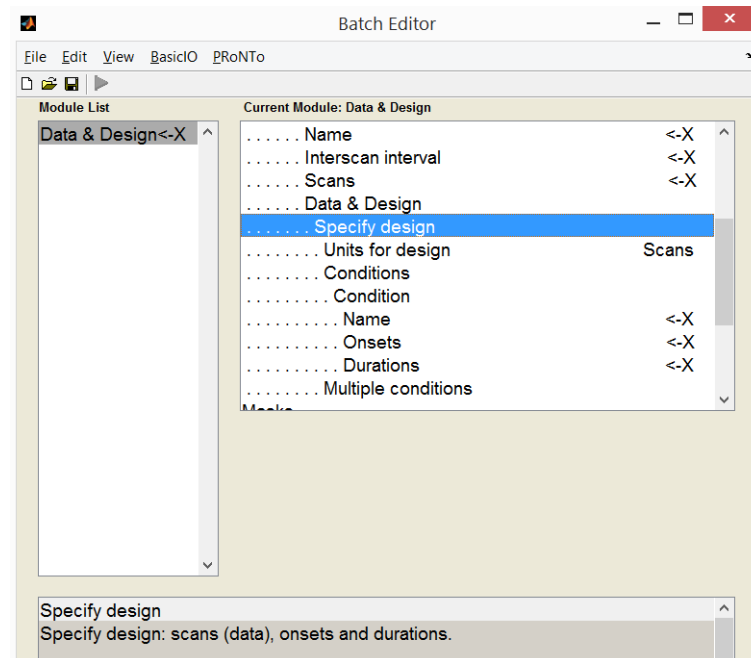 Batch Editor
File Edit View BasicIO PRoNTo
Module List
Current Module: Data & Design
Data & Design<-X
. . . . . . Name <-X
. . . . . . Interscan interval <-X
. . . . . . Scans <-X
. . . . . . Data & Design
. . . . . . . Specify design
. . . . . . . . Units for design Scans
. . . . . . . . Conditions
. . . . . . . . . Condition
. . . . . . . . . . Name <-X
. . . . . . . . . . Onsets <-X
. . . . . . . . . . Durations <-X
. . . . . . . . Multiple conditions
Masks
Specify design
Specify design: scans (data), onsets and durations.